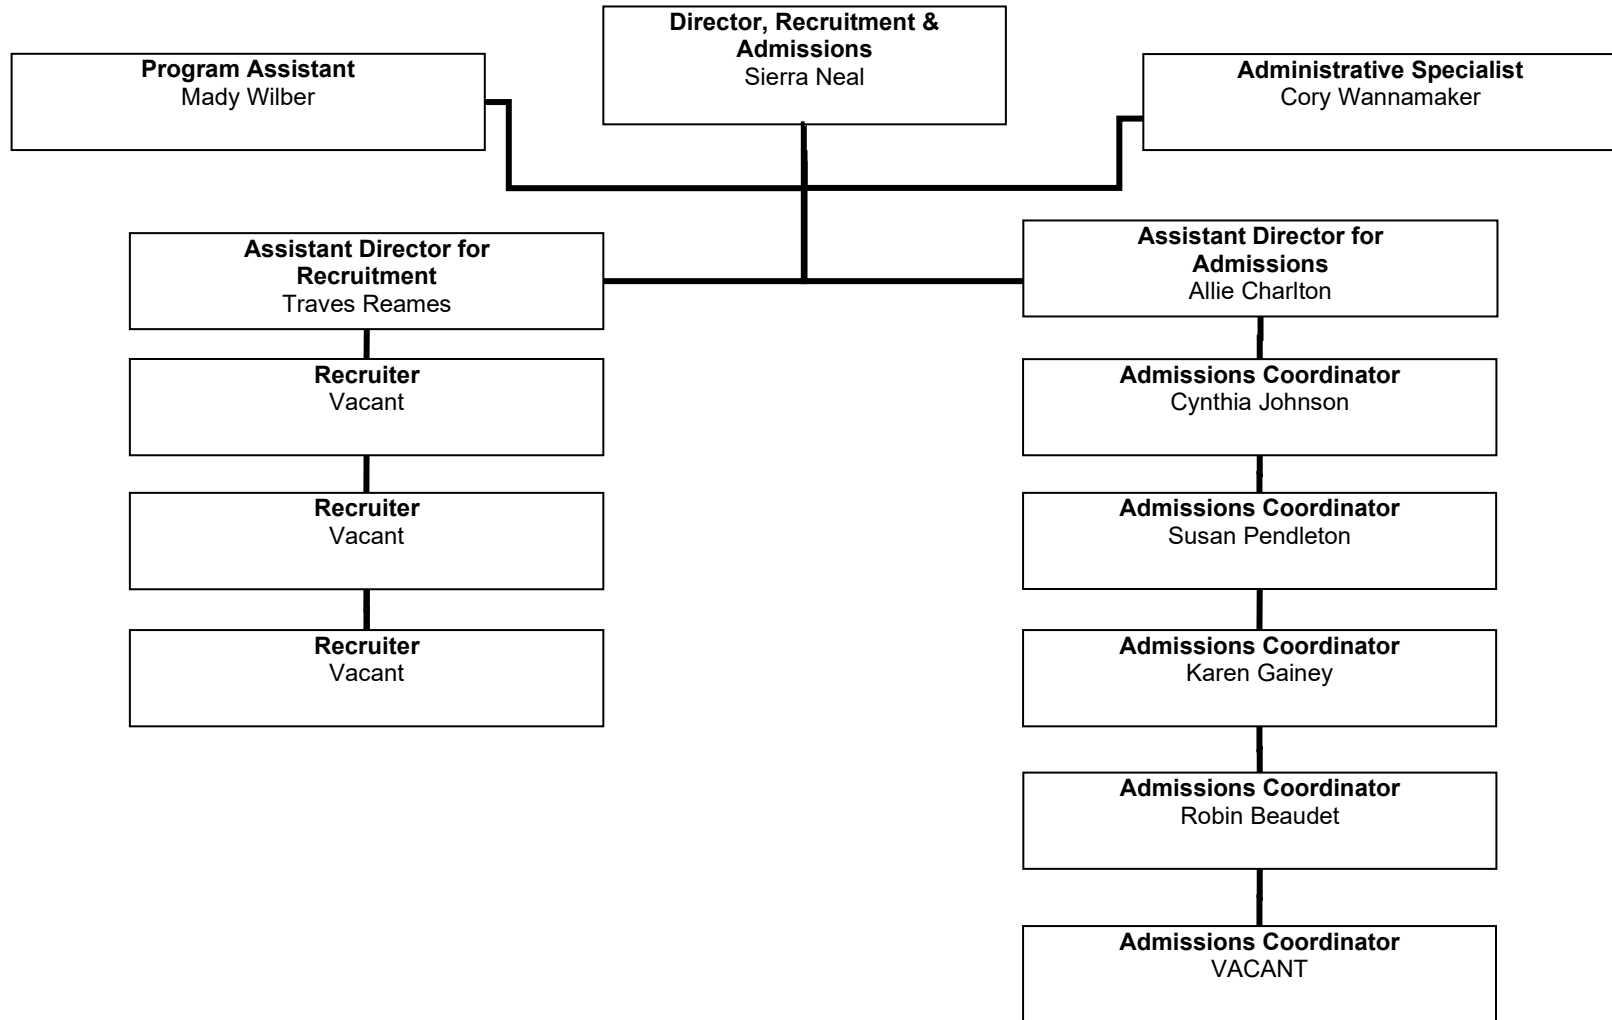 Director, Recruitment &
Admissions
Sierra Neal
Program Assistant
Mady Wilber
Administrative Specialist
Cory Wannamaker
Assistant Director for
Recruitment
Traves Reames
Assistant Director for
Admissions
Allie Charlton
Recruiter
Vacant
Recruiter
Vacant
Recruiter
Vacant
Admissions Coordinator
Cynthia Johnson
Admissions Coordinator
Susan Pendleton
Admissions Coordinator
Karen Gainey
Admissions Coordinator
Robin Beaudet
Admissions Coordinator
VACANT